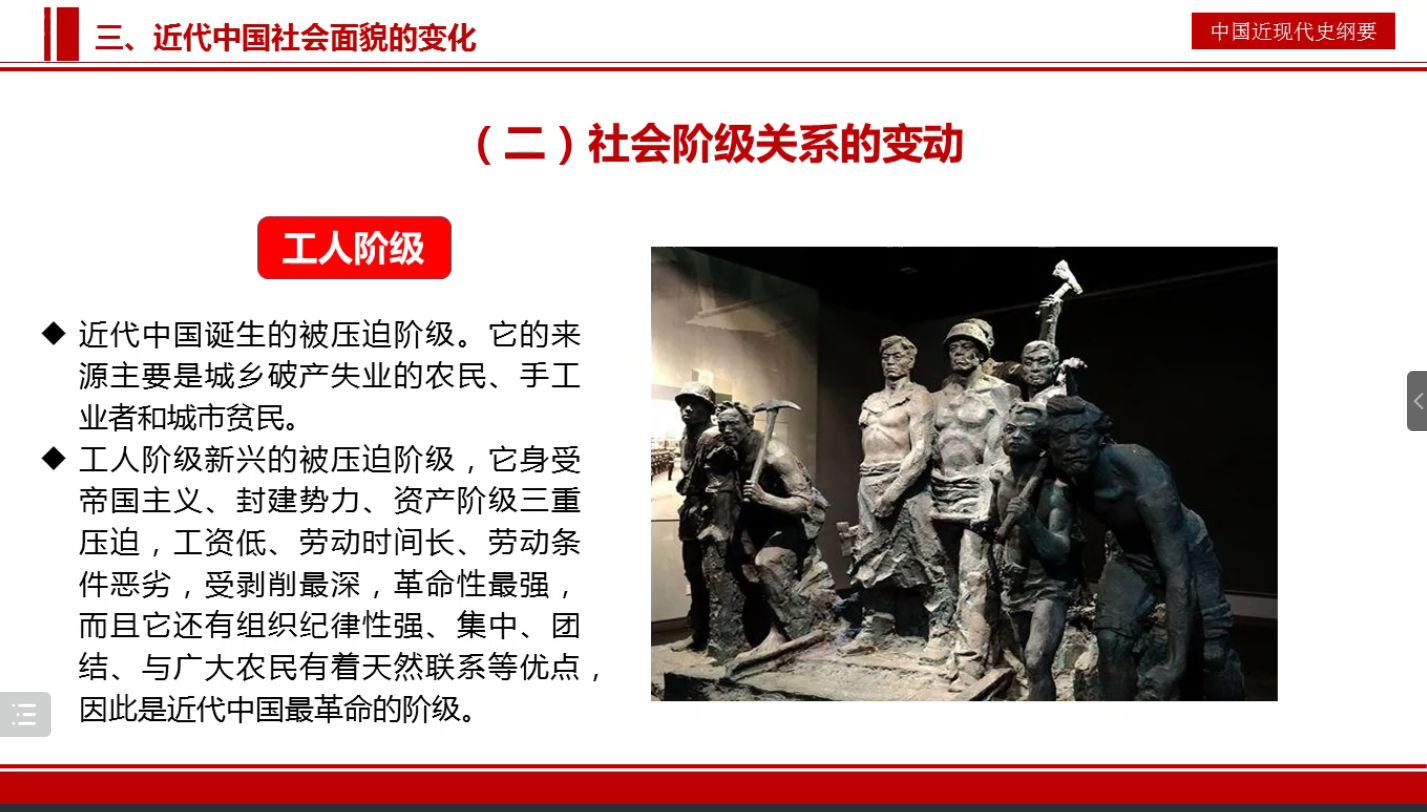 三、近代中国社会面貌的变化
中国近现代史纲要
（二）社会阶级关系的变动
工人阶级
◆ 近代中国诞生的被压迫阶级。它的来
源主要是城乡破产失业的农民、手工
业者和城市贫民。
◆ 工人阶级新兴的被压迫阶级，它身受
帝国主义、封建势力、资产阶级三重
压迫，工资低、劳动时间长、劳动条
件恶劣，受剥削最深，革命性最强，
而且它还有组织纪律性强、集中、团
结、与广大农民有着天然联系等优点，
因此是近代中国最革命的阶级。